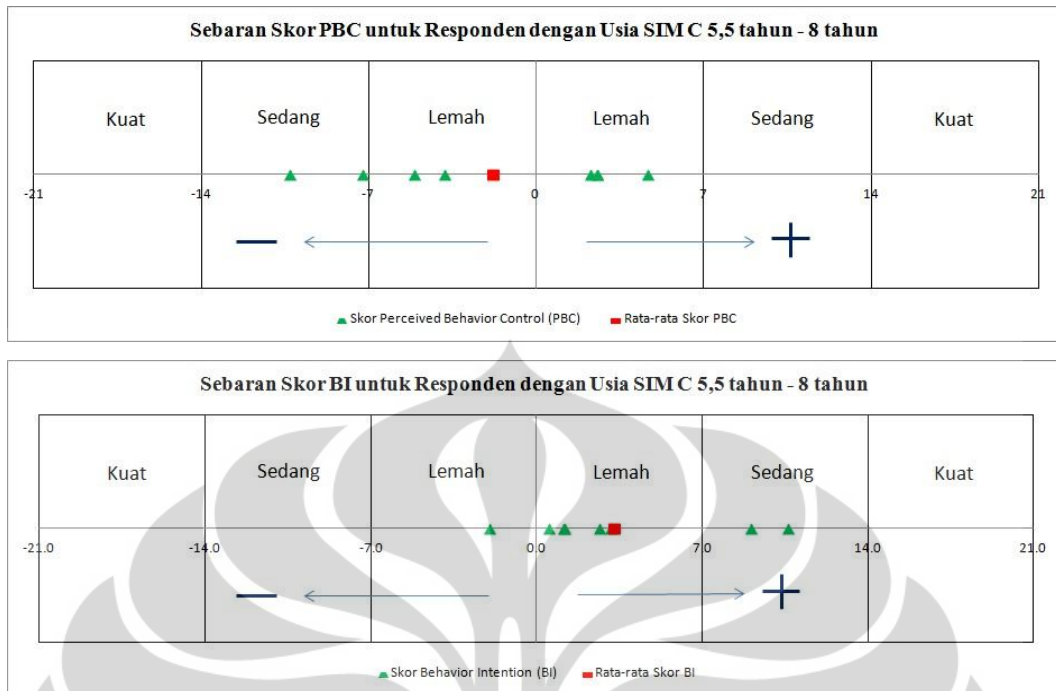 Sebaran Skor PBC untuk Responden dengan Usia SIM C 5,5 tahun - 8 tahun
Kuat Sedang Lemah Lemah Sedang Kuat
-21 -14 -7 0 7 14 21
Skor Perceived Behavior Control (PBC) Rata-rata Skor PBC
Sebaran Skor BI untuk Responden dengan Usia SIM C 5,5 tahun - 8 tahun
Kuat Sedang Lemah Lemah Sedang Kuat
-21.0 -14.0 -7.0 0.0 7.0 14.0 21.0
Skor Behavior Intention (BI) Rata-rata Skor BI